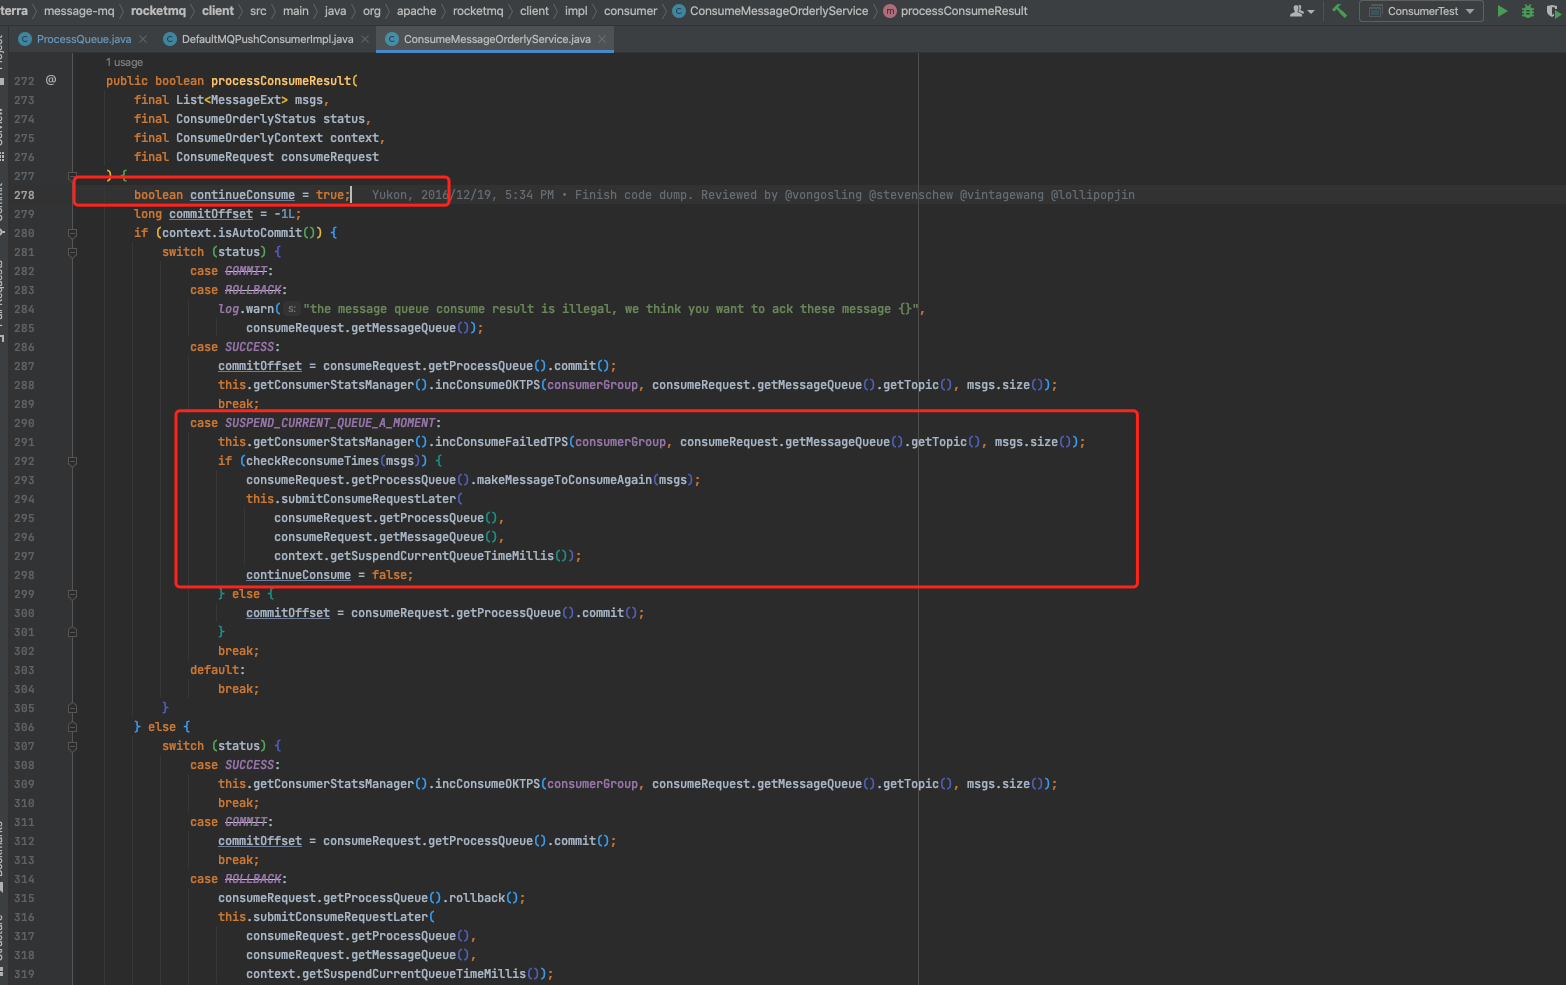 terra message-mq rocketmq client src main java org apache rocketmq client impl consumer ConsumeMessageOrderlyService processConsumeResult ConsumerTest
ProcessQueue.java DefaultMQPushConsumerImpl.java ConsumeMessageOrderlyService.java
1 usage
272 @ public boolean processConsumeResult(
273 final List<MessageExt> msgs,
274 final ConsumeOrderlyStatus status,
275 final ConsumeOrderlyContext context,
276 final ConsumeRequest consumeRequest
277 ) {
278 boolean continueConsume = true; Yukon, 2016/12/19, 5:34 PM • Finish code dump. Reviewed by @vongosling @stevenschew @vintagewang @lollipopjin
279 long commitOffset = -1L;
280 if (context.isAutoCommit()) {
281 switch (status) {
282 case COMMIT:
283 case ROLLBACK:
284 log.warn( s: "the message queue consume result is illegal, we think you want to ack these message {}",
285 consumeRequest.getMessageQueue());
286 case SUCCESS:
287 commitOffset = consumeRequest.getProcessQueue().commit();
288 this.getConsumerStatsManager().incConsumeOKTPS(consumerGroup, consumeRequest.getMessageQueue().getTopic(), msgs.size());
289 break;
290 case SUSPEND_CURRENT_QUEUE_A_MOMENT:
291 this.getConsumerStatsManager().incConsumeFailedTPS(consumerGroup, consumeRequest.getMessageQueue().getTopic(), msgs.size());
292 if (checkReconsumeTimes(msgs)) {
293 consumeRequest.getProcessQueue().makeMessageToConsumeAgain(msgs);
294 this.submitConsumeRequestLater(
295 consumeRequest.getProcessQueue(),
296 consumeRequest.getMessageQueue(),
297 context.getSuspendCurrentQueueTimeMillis());
298 continueConsume = false;
299 } else {
300 commitOffset = consumeRequest.getProcessQueue().commit();
301 }
302 break;
303 default:
304 break;
305 }
306 } else {
307 switch (status) {
308 case SUCCESS:
309 this.getConsumerStatsManager().incConsumeOKTPS(consumerGroup, consumeRequest.getMessageQueue().getTopic(), msgs.size());
310 break;
311 case COMMIT:
312 commitOffset = consumeRequest.getProcessQueue().commit();
313 break;
314 case ROLLBACK:
315 consumeRequest.getProcessQueue().rollback();
316 this.submitConsumeRequestLater(
317 consumeRequest.getProcessQueue(),
318 consumeRequest.getMessageQueue(),
319 context.getSuspendCurrentQueueTimeMillis());